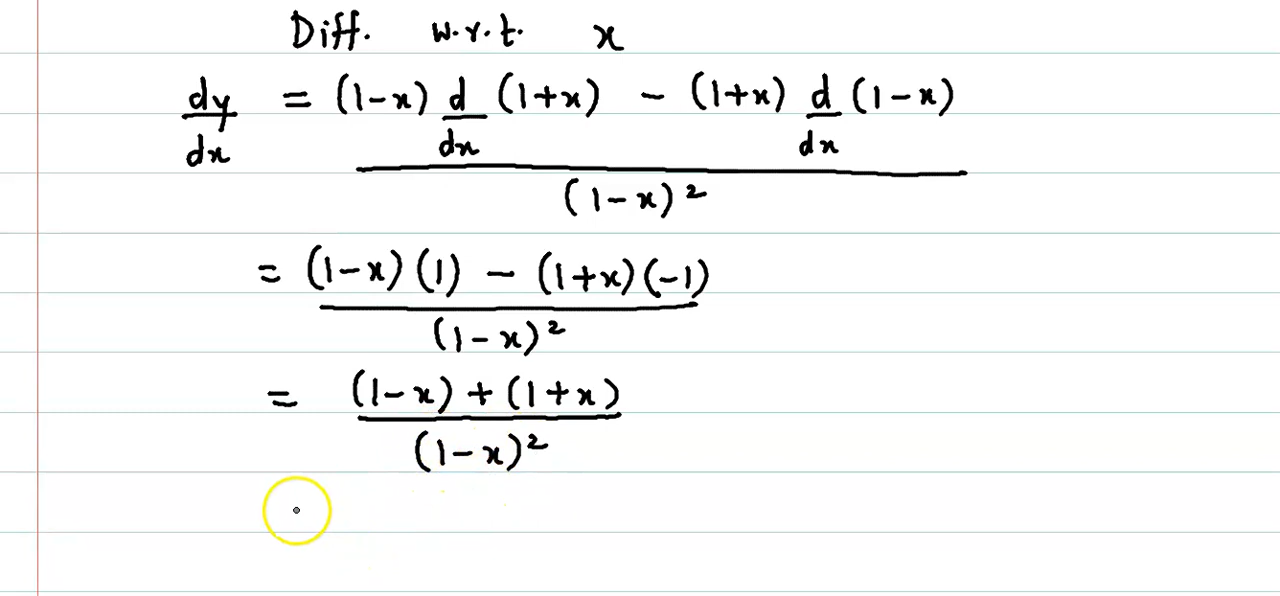 Diff. w.r.t. x
dy/dx = ((1-x) d/dx (1+x) - (1+x) d/dx (1-x)) / (1-x)²
= ((1-x)(1) - (1+x)(-1)) / (1-x)²
= ((1-x) + (1+x)) / (1-x)²